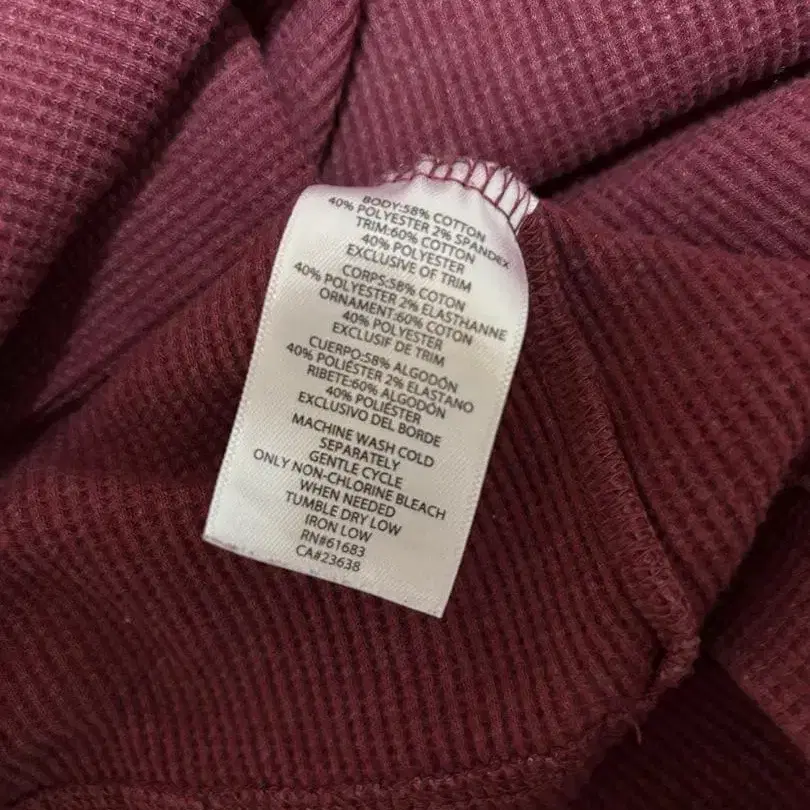 BODY:58% COTTON
40% POLYESTER 2% SPANDEX
TRIM:60% COTTON
40% POLYESTER
EXCLUSIVE OF TRIM
CORPS:58% COTON
40% POLYESTER 2% ELASTHANNE
ORNAMENT:60% COTON
40% POLYESTER
EXCLUSIF DE TRIM
CUERPO:58% ALGODÓN
40% POLIÉSTER 2% ELASTANO
RIBETE:60% ALGODÓN
40% POLIÉSTER
EXCLUSIVO DEL BORDE
MACHINE WASH COLD
SEPARATELY
GENTLE CYCLE
ONLY NON-CHLORINE BLEACH
WHEN NEEDED
TUMBLE DRY LOW
IRON LOW
RN#61683
CA#23638